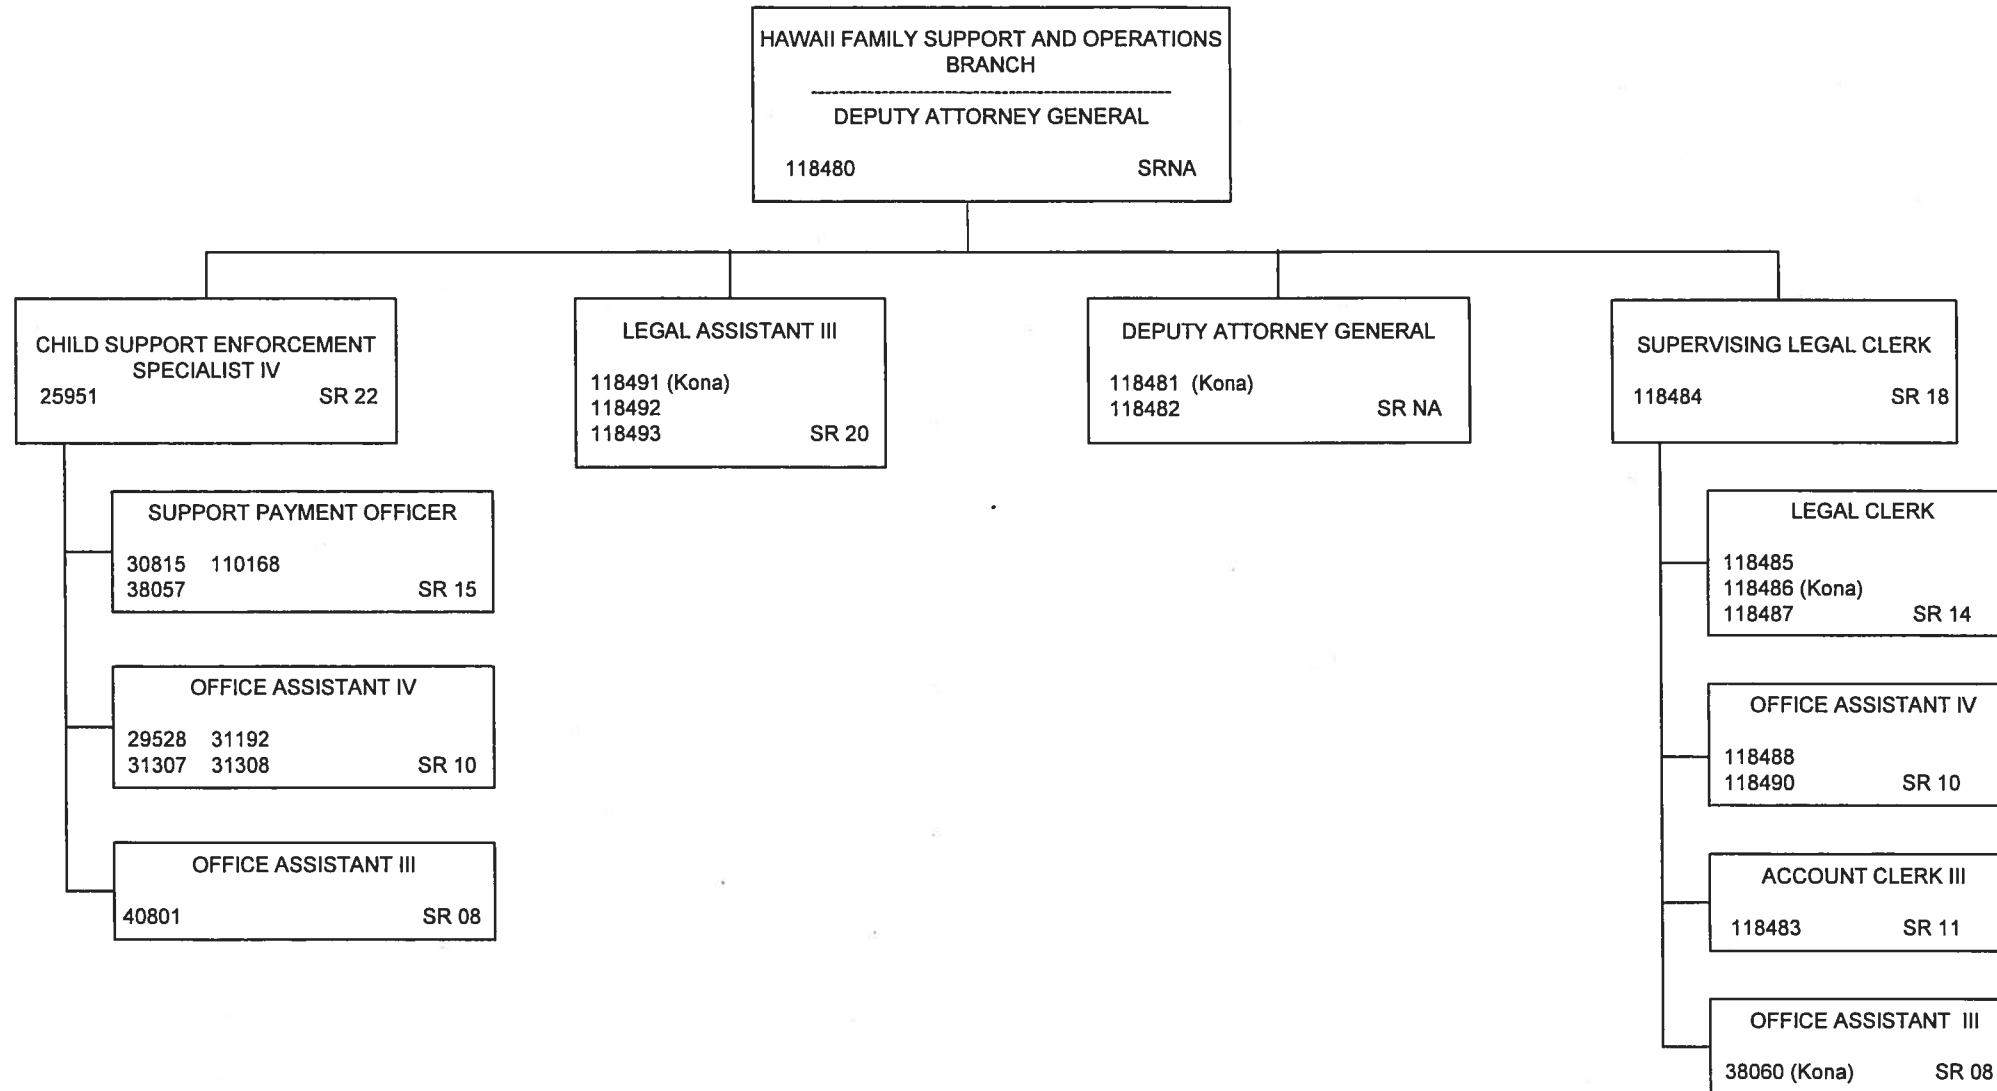 HAWAII FAMILY SUPPORT AND OPERATIONS
BRANCH
DEPUTY ATTORNEY GENERAL
118480 SRNA
CHILD SUPPORT ENFORCEMENT
SPECIALIST IV
25951 SR 22
LEGAL ASSISTANT III
118491 (Kona)
118492
118493 SR 20
DEPUTY ATTORNEY GENERAL
118481 (Kona)
118482 SR NA
SUPERVISING LEGAL CLERK
118484 SR 18
SUPPORT PAYMENT OFFICER
30815 110168
38057 SR 15
OFFICE ASSISTANT IV
29528 31192
31307 31308 SR 10
OFFICE ASSISTANT III
40801 SR 08
LEGAL CLERK
118485
118486 (Kona)
118487 SR 14
OFFICE ASSISTANT IV
118488
118490 SR 10
ACCOUNT CLERK III
118483 SR 11
OFFICE ASSISTANT III
38060 (Kona) SR 08